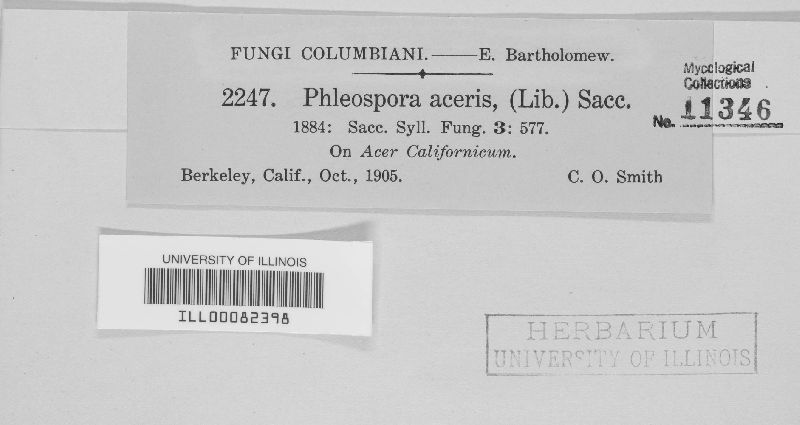 FUNGI COLUMBIANI.——E. Bartholomew.
2247. Phleospora aceris, (Lib.) Sacc.
1884: Sacc. Syll. Fung. 3: 577.
On Acer Californicum.
Berkeley, Calif., Oct., 1905. C. O. Smith
Mycological
Collections
No. 11346
UNIVERSITY OF ILLINOIS
ILL00082398
HERBARIUM
UNIVERSITY OF ILLINOIS